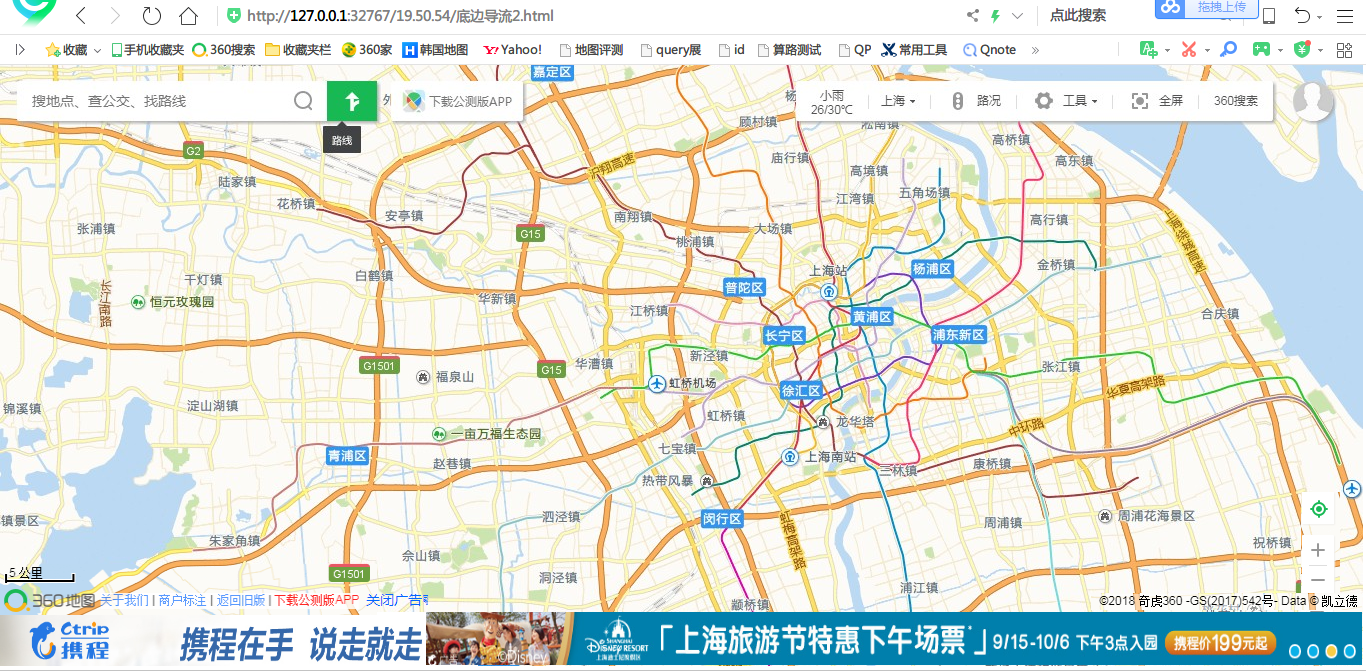 拖拽上传
http://127.0.0.1:32767/19.50.54/底边导流2.html
点此搜索
收藏 手机收藏夹 360搜索 收藏夹栏 360家 韩国地图 Yahoo! 地图评测 query展 id 算路测试 QP 常用工具 Qnote »
嘉定区
搜地点、查公交、找路线
下载公测版APP
小雨
26/30℃
上海 路况 工具 全屏 360搜索
路线
顾村镇
淞南镇
高桥镇
G2
沪翔高速
庙行镇
高东镇
陆家镇
高境镇
花桥镇
江湾镇
五角场镇
安亭镇
南翔镇
高行镇
张浦镇
G15
大场镇
桃浦镇
上海绕城高速
白鹤镇
上海站
杨浦区
金桥镇
千灯镇
长江南路
恒元玫瑰园
华新镇
普陀区
江桥镇
黄浦区
合庆镇
长宁区
浦东新区
新泾镇
G1501
福泉山
G15
华漕镇
张江镇
虹桥机场
徐汇区
华夏高架路
锦溪镇
淀山湖镇
虹桥镇
龙华塔
中环路
一亩万福生态园
七宝镇
青浦区
赵巷镇
上海南站
三林镇
康桥镇
热带风暴
镇景区
泗泾镇
闵行区
虹梅高架路
周浦镇
周浦花海景区
朱家角镇
佘山镇
祝桥镇
5 公里
G1501
洞泾镇
浦江镇
360地图 关于我们 | 商户标注 | 返回旧版 | 下载公测版APP 关闭广告
颛桥镇
©2018 奇虎360 -GS(2017)542号- Data © 凯立德
Ctrip
携程
携程在手 说走就走
©Disney
SHANGHAI
DISNEY RESORT
上海迪士尼度假区
「上海旅游节特惠下午场票*」9/15-10/6 下午3点入园 携程价199元起